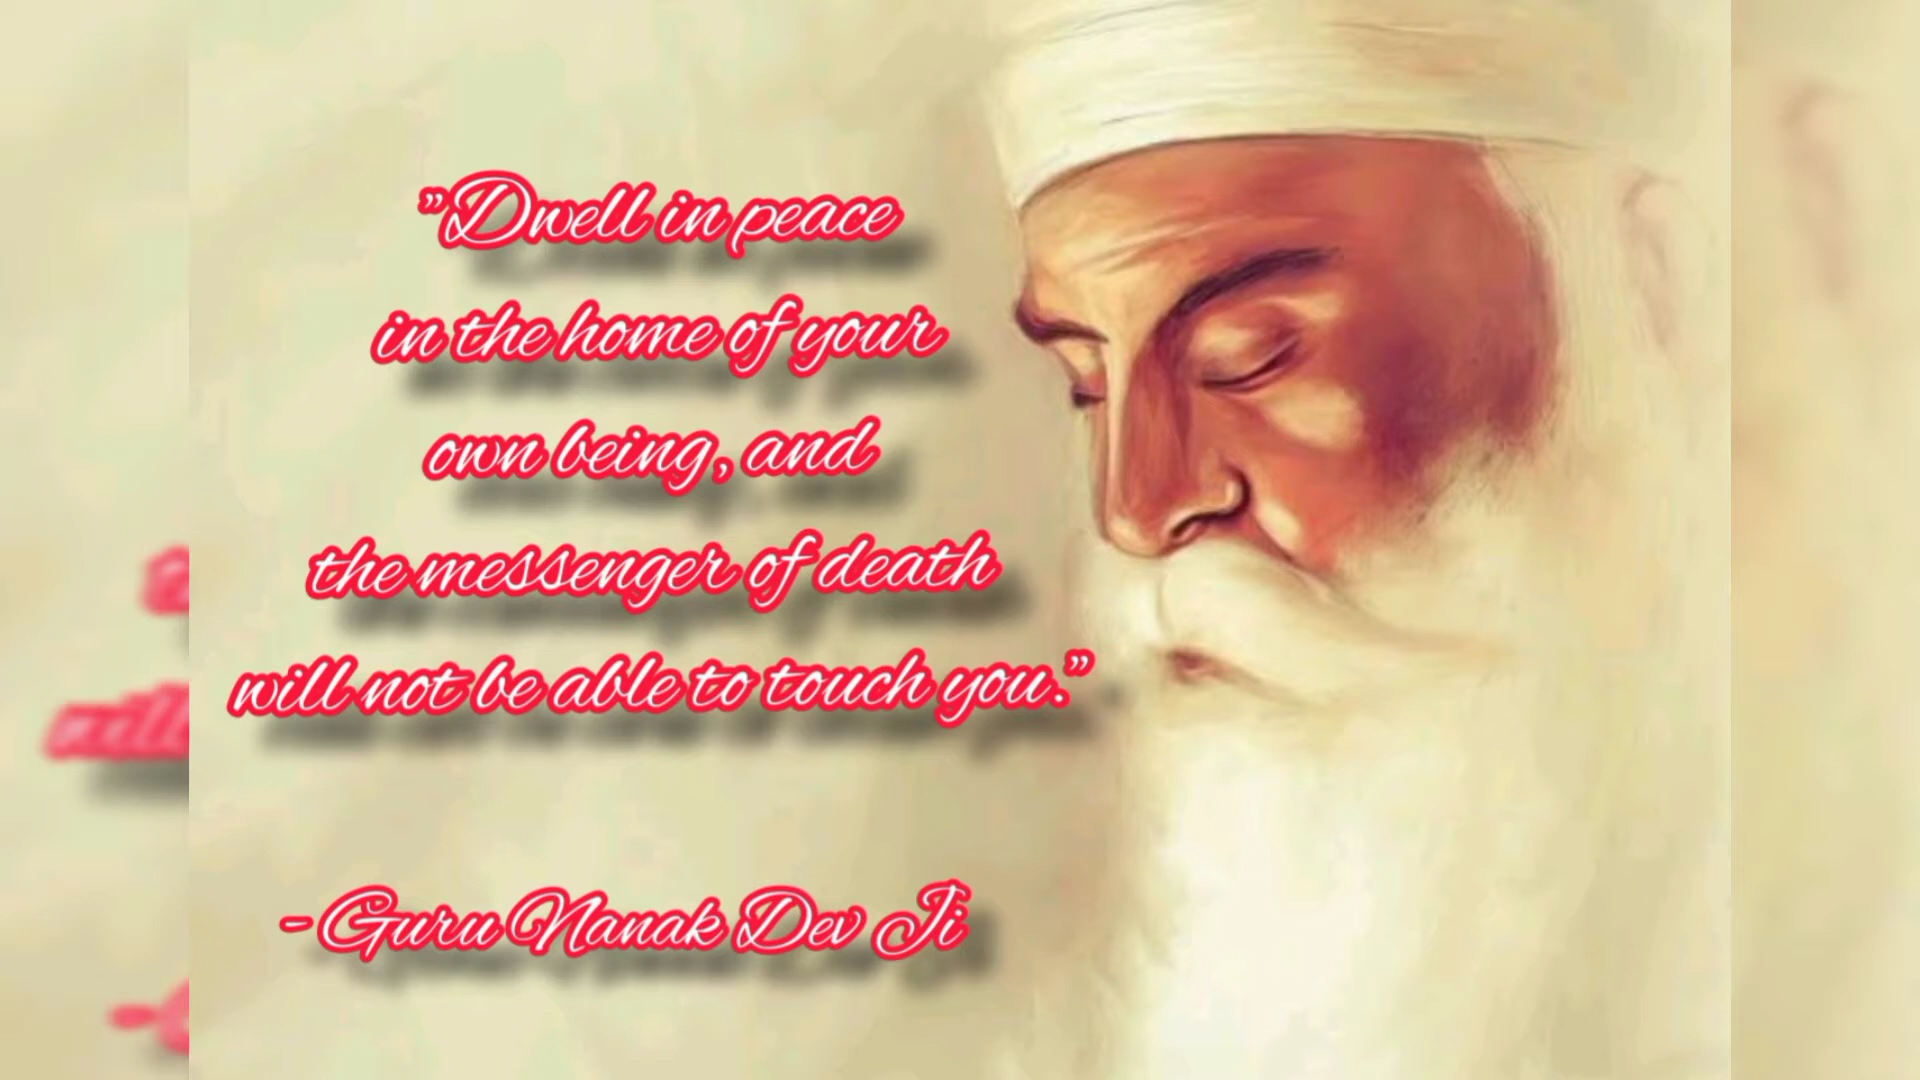 ”Dwell in peace
in the home of your
own being, and
the messenger of death
will not be able to touch you.”
- Guru Nanak Dev Ji